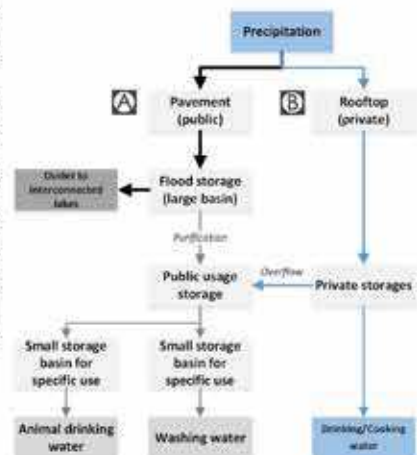 Precipitation
A
Pavement
(public)
B
Rooftop
(private)
Outlet to
interconnected
lakes
Flood storage
(large basin)
Purification
Public usage
storage
Overflow
Private storages
Small storage
basin for
specific use
Small storage
basin for
specific use
Animal drinking
water
Washing water
Drinking/Cooking
water